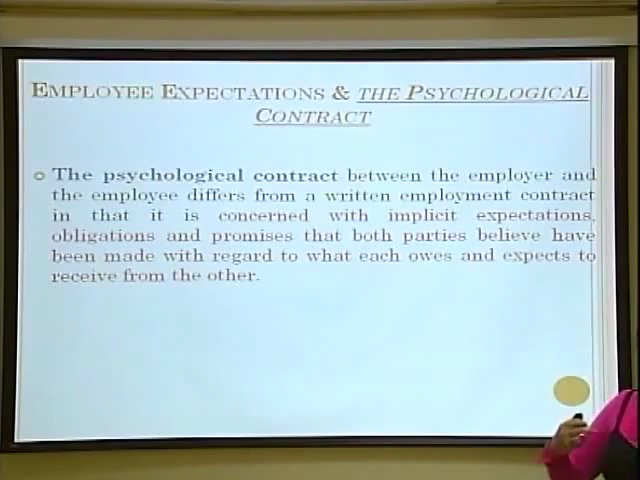 EMPLOYEE EXPECTATIONS & THE PSYCHOLOGICAL
CONTRACT
The psychological contract between the employer and
the employee differs from a written employment contract
in that it is concerned with implicit expectations,
obligations and promises that both parties believe have
been made with regard to what each owes and expects to
receive from the other.